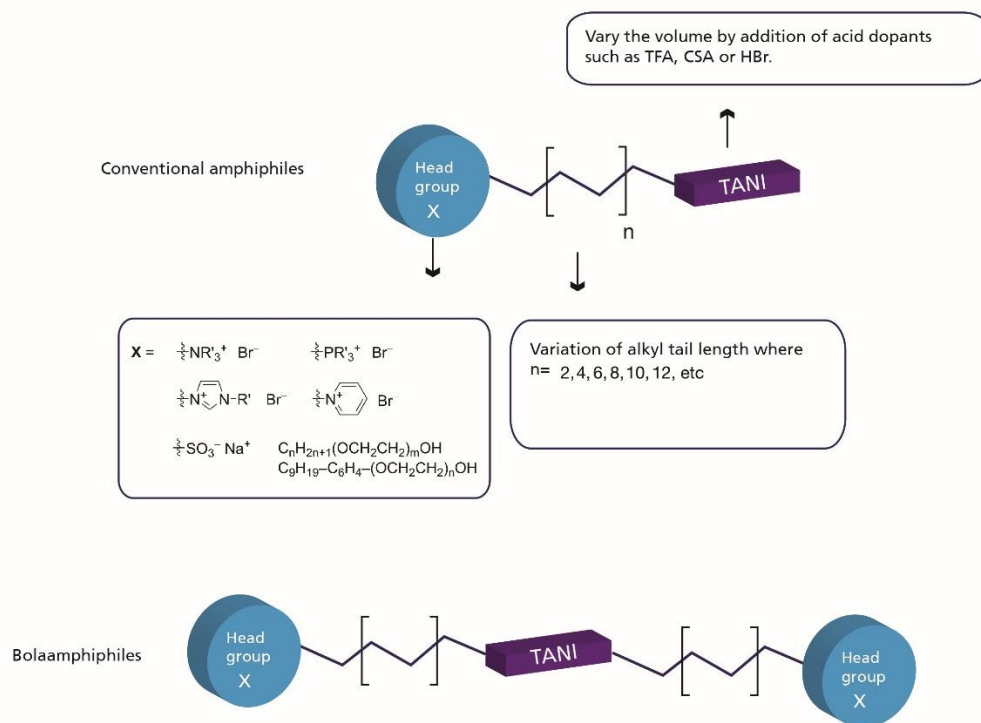 Vary the volume by addition of acid dopants
such as TFA, CSA or HBr.
Conventional amphiphiles
Head
group
X
TANI
n
X =
NR'₃⁺ Br⁻
PR'₃⁺ Br⁻
N⁺ N–R' Br⁻
N⁺ Br
SO₃⁻ Na⁺
CₙH₂ₙ₊₁(OCH₂CH₂)ₘOH
C₉H₁₉–C₆H₄–(OCH₂CH₂)ₙOH
Variation of alkyl tail length where
n= 2, 4, 6, 8, 10, 12, etc
Bolaamphiphiles
Head
group
X
TANI
Head
group
X